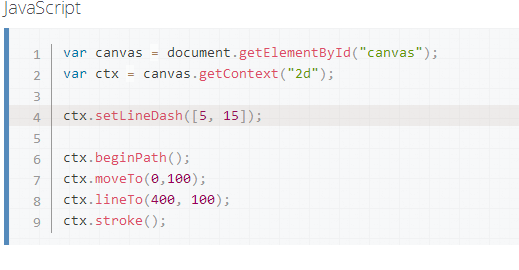 JavaScript
1 var canvas = document.getElementById("canvas");
2 var ctx = canvas.getContext("2d");
3
4 ctx.setLineDash([5, 15]);
5
6 ctx.beginPath();
7 ctx.moveTo(0,100);
8 ctx.lineTo(400, 100);
9 ctx.stroke();